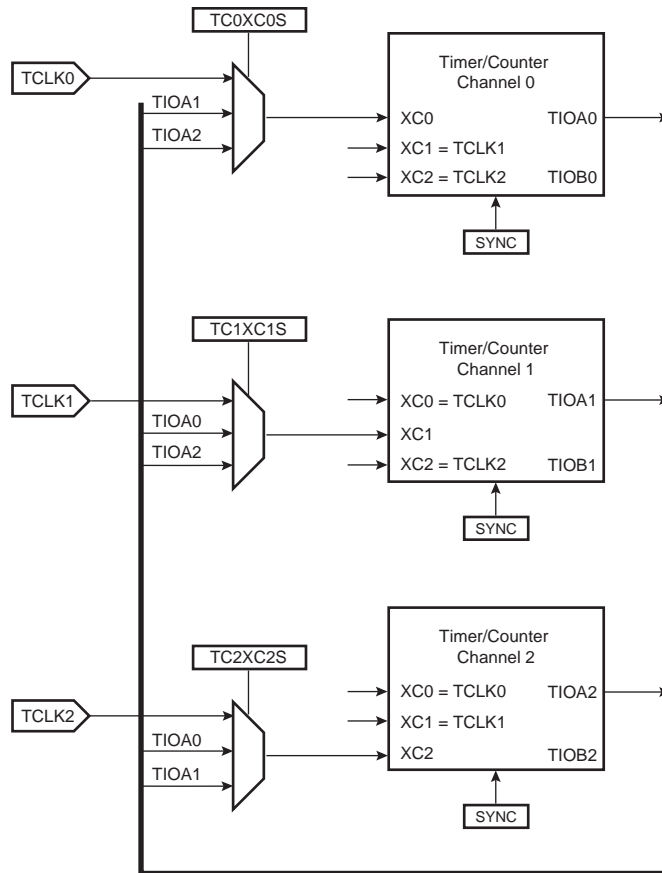 TC0XC0S
TCLK0
TIOA1
TIOA2
Timer/Counter
Channel 0
XC0
TIOA0
XC1 = TCLK1
XC2 = TCLK2
TIOB0
SYNC
TC1XC1S
TCLK1
TIOA0
TIOA2
Timer/Counter
Channel 1
XC0 = TCLK0
TIOA1
XC1
XC2 = TCLK2
TIOB1
SYNC
TC2XC2S
TCLK2
TIOA0
TIOA1
Timer/Counter
Channel 2
XC0 = TCLK0
TIOA2
XC1 = TCLK1
XC2
TIOB2
SYNC